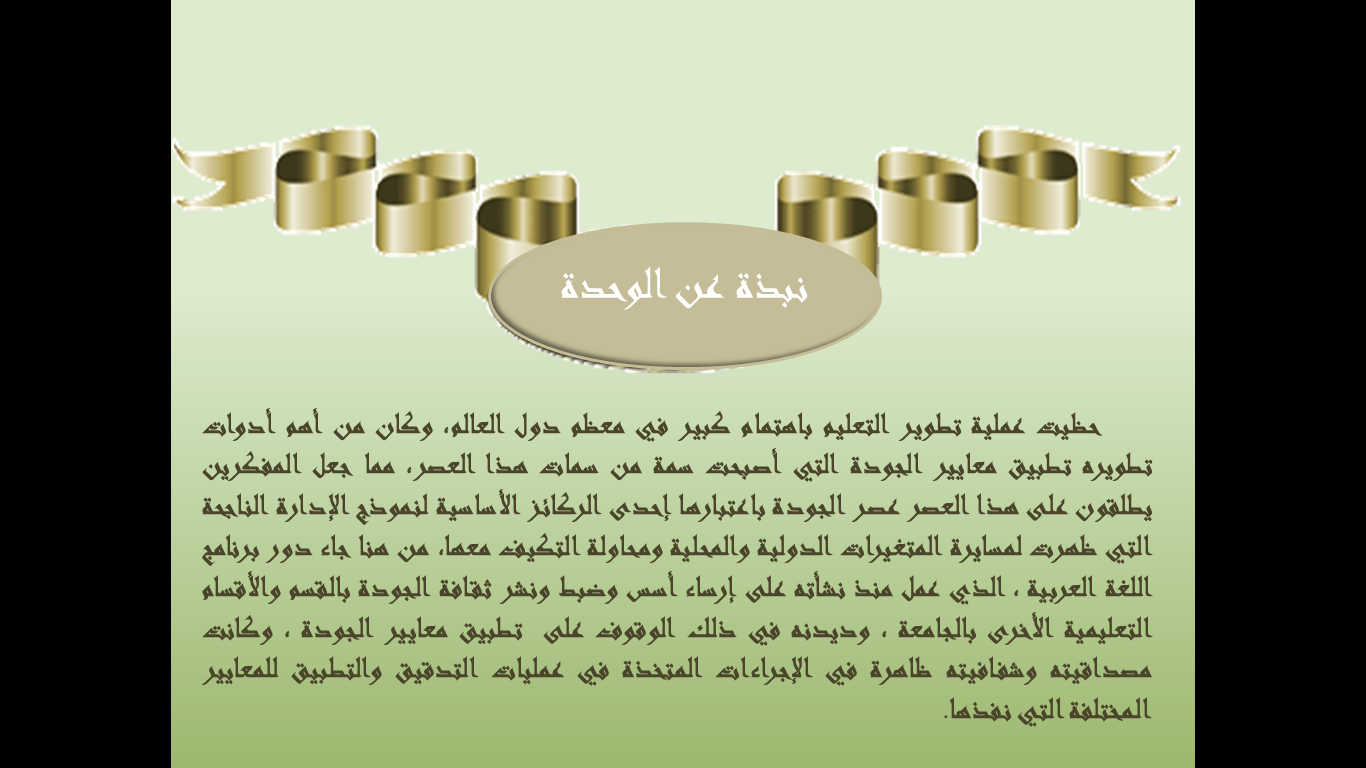 نبذة عن الوحدة
حظيت عملية تطوير التعليم باهتمام كبير في معظم دول العالم، وكان من أهم أدوات
تطويره تطبيق معايير الجودة التي أصبحت سمة من سمات هذا العصر، مما جعل المفكرين
يطلقون على هذا العصر عصر الجودة باعتبارها إحدى الركائز الأساسية لنموذج الإدارة الناجحة
التي ظهرت لمسايرة المتغيرات الدولية والمحلية ومحاولة التكيف معها، من هنا جاء دور برنامج
اللغة العربية ، الذي عمل منذ نشأته على إرساء أسس وضبط ونشر ثقافة الجودة بالقسم والأقسام
التعليمية الأخرى بالجامعة ، وديدنه في ذلك الوقوف على تطبيق معايير الجودة ، وكانت
مصداقيته وشفافيته ظاهرة في الإجراءات المتخذة في عمليات التدقيق والتطبيق للمعايير
المختلفة التي نفذها.